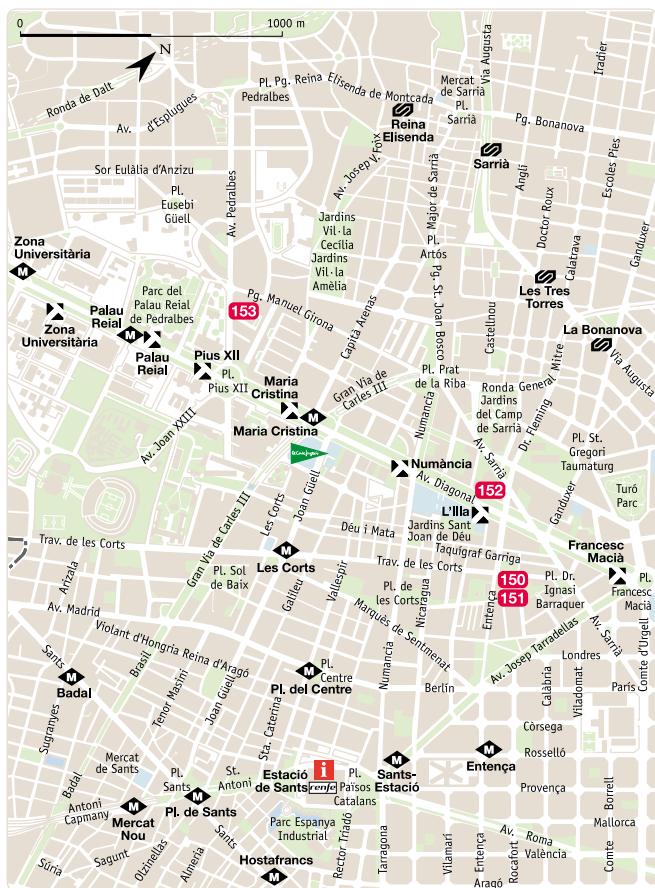 0
1000 m
N
Ronda de Dalt
Av. d'Esplugues
Pl. Pg. Reina Elisenda de Montcada
Pedralbes
Mercat
de Sarrià
Pl.
Sarrià
Via Augusta
Iradier
Reina
Elisenda
Sarrià
Pg. Bonanova
Sor Eulàlia d'Anzizu
Pl.
Eusebi
Güell
Av. Pedralbes
Av. Josep V. Foix
Major de Sarrià
Angli
Doctor Roux
Escoles Pies
Calatrava
Ganduxer
Jardins
Vil·la
Cecília
Jardins
Vil·la
Amèlia
Pl.
Artós
Zona
Universitària
M
Zona
Universitària
Parc del
Palau Reial
de Pedralbes
Palau
Reial
M
Palau
Reial
153
Pg. Manuel Girona
Capità Arenas
Pg. St. Joan Bosco
Castellnou
Les Tres
Torres
La Bonanova
Via Augusta
Pius XII
Pl.
Pius XII
Maria
Cristina
M
Maria Cristina
Gran Via de
Carles III
Pl. Prat
de la Riba
Ronda General Mitre
Jardins
del Camp
de Sarrià
Dr. Fleming
Av. Sarrià
Pl. St.
Gregori
Taumaturg
Turó
Parc
Av. Joan XXIII
El Corte Inglés
Numància
Numància
Av. Diagonal
152
L'Illa
Ganduxer
Gran Via de Carles III
Les Corts
Joan Güell
Déu i Mata
Jardins Sant
Joan de Déu
Taquígraf Garriga
Francesc
Macià
Pl.
Francesc
Macià
Trav. de les Corts
M
Les Corts
Trav. de les Corts
150
151
Pl. Dr.
Ignasi
Barraquer
Arizala
Pl. Sol
de Baix
Galileu
Vallespir
Pl. de
les Corts
Nicaragua
Entença
Av. Sarrià
Comte d'Urgell
Av. Madrid
Violant d'Hongria Reina d'Aragó
Marquès de Sentmenat
Av. Josep Tarradellas
Londres
París
Sants
M
Badal
Brasil
Tenor Masini
Joan Güell
Pl.
Centre
M
Pl. del Centre
Numància
Berlín
Calàbria
Viladomat
Còrsega
Rosselló
Sugranyes
Sta. Caterina
Mercat
de Sants
Badal
Pl.
Sants
St.
Antoni
Estació
de Sants
i
renfe
Pl.
Països
Catalans
M
Sants-
Estació
M
Entença
Provença
Borrell
Mallorca
Antoni
Capmany
M
Mercat
Nou
M
Pl. de Sants
Sants
Parc Espanya
Industrial
Av. Roma
València
Súria
Sagunt
Olzinellas
Almeria
M
Hostafrancs
Rector Triadó
Tarragona
Vilamarí
Entença
Rocafort
Aragó
Comte